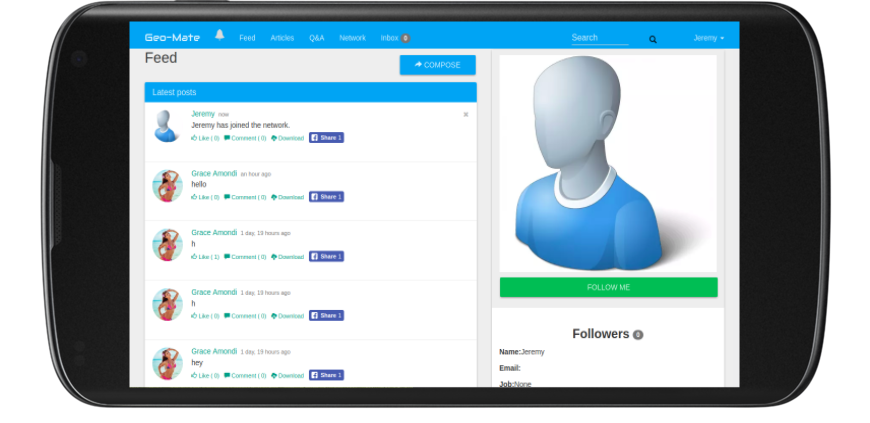 Geo-Mate Feed Articles Q&A Network Inbox 0 Search Jeremy
Feed
COMPOSE
Latest posts
Jeremy now
Jeremy has joined the network.
Like ( 0) Comment ( 0) Download Share 1
Grace Amondi an hour ago
hello
Like ( 0) Comment ( 0) Download Share 1
Grace Amondi 1 day, 19 hours ago
h
Like ( 1) Comment ( 0) Download Share 1
Grace Amondi 1 day, 19 hours ago
h
Like ( 0) Comment ( 0) Download Share 1
Grace Amondi 1 day, 19 hours ago
hey
Like ( 0) Comment ( 0) Download Share 1
FOLLOW ME
Followers 0
Name:Jeremy
Email:
Job:None